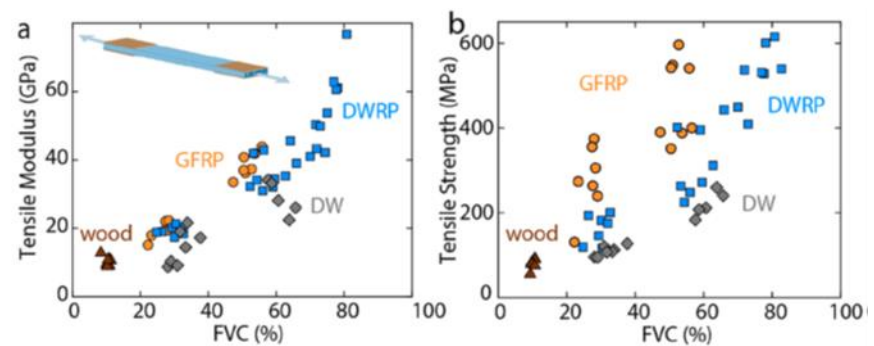 a
Tensile Modulus (GPa)
60
40
20
0
0 20 40 60 80 100
FVC (%)
DWRP
GFRP
DW
wood
b
Tensile Strength (MPa)
600
400
200
0
0 20 40 60 80 100
FVC (%)
GFRP
DWRP
DW
wood